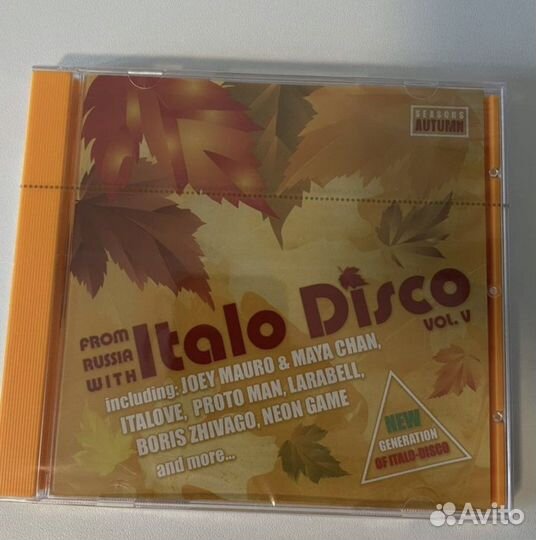 SEASONS
AUTUMN
FROM
RUSSIA
WITH
Italo Disco
VOL. V
including: JOEY MAURO & MAYA CHAN,
ITALOVE, PROTO MAN, LARABELL,
BORIS ZHIVAGO, NEON GAME
and more...
NEW
GENERATION
OF ITALO-DISCO
Avito